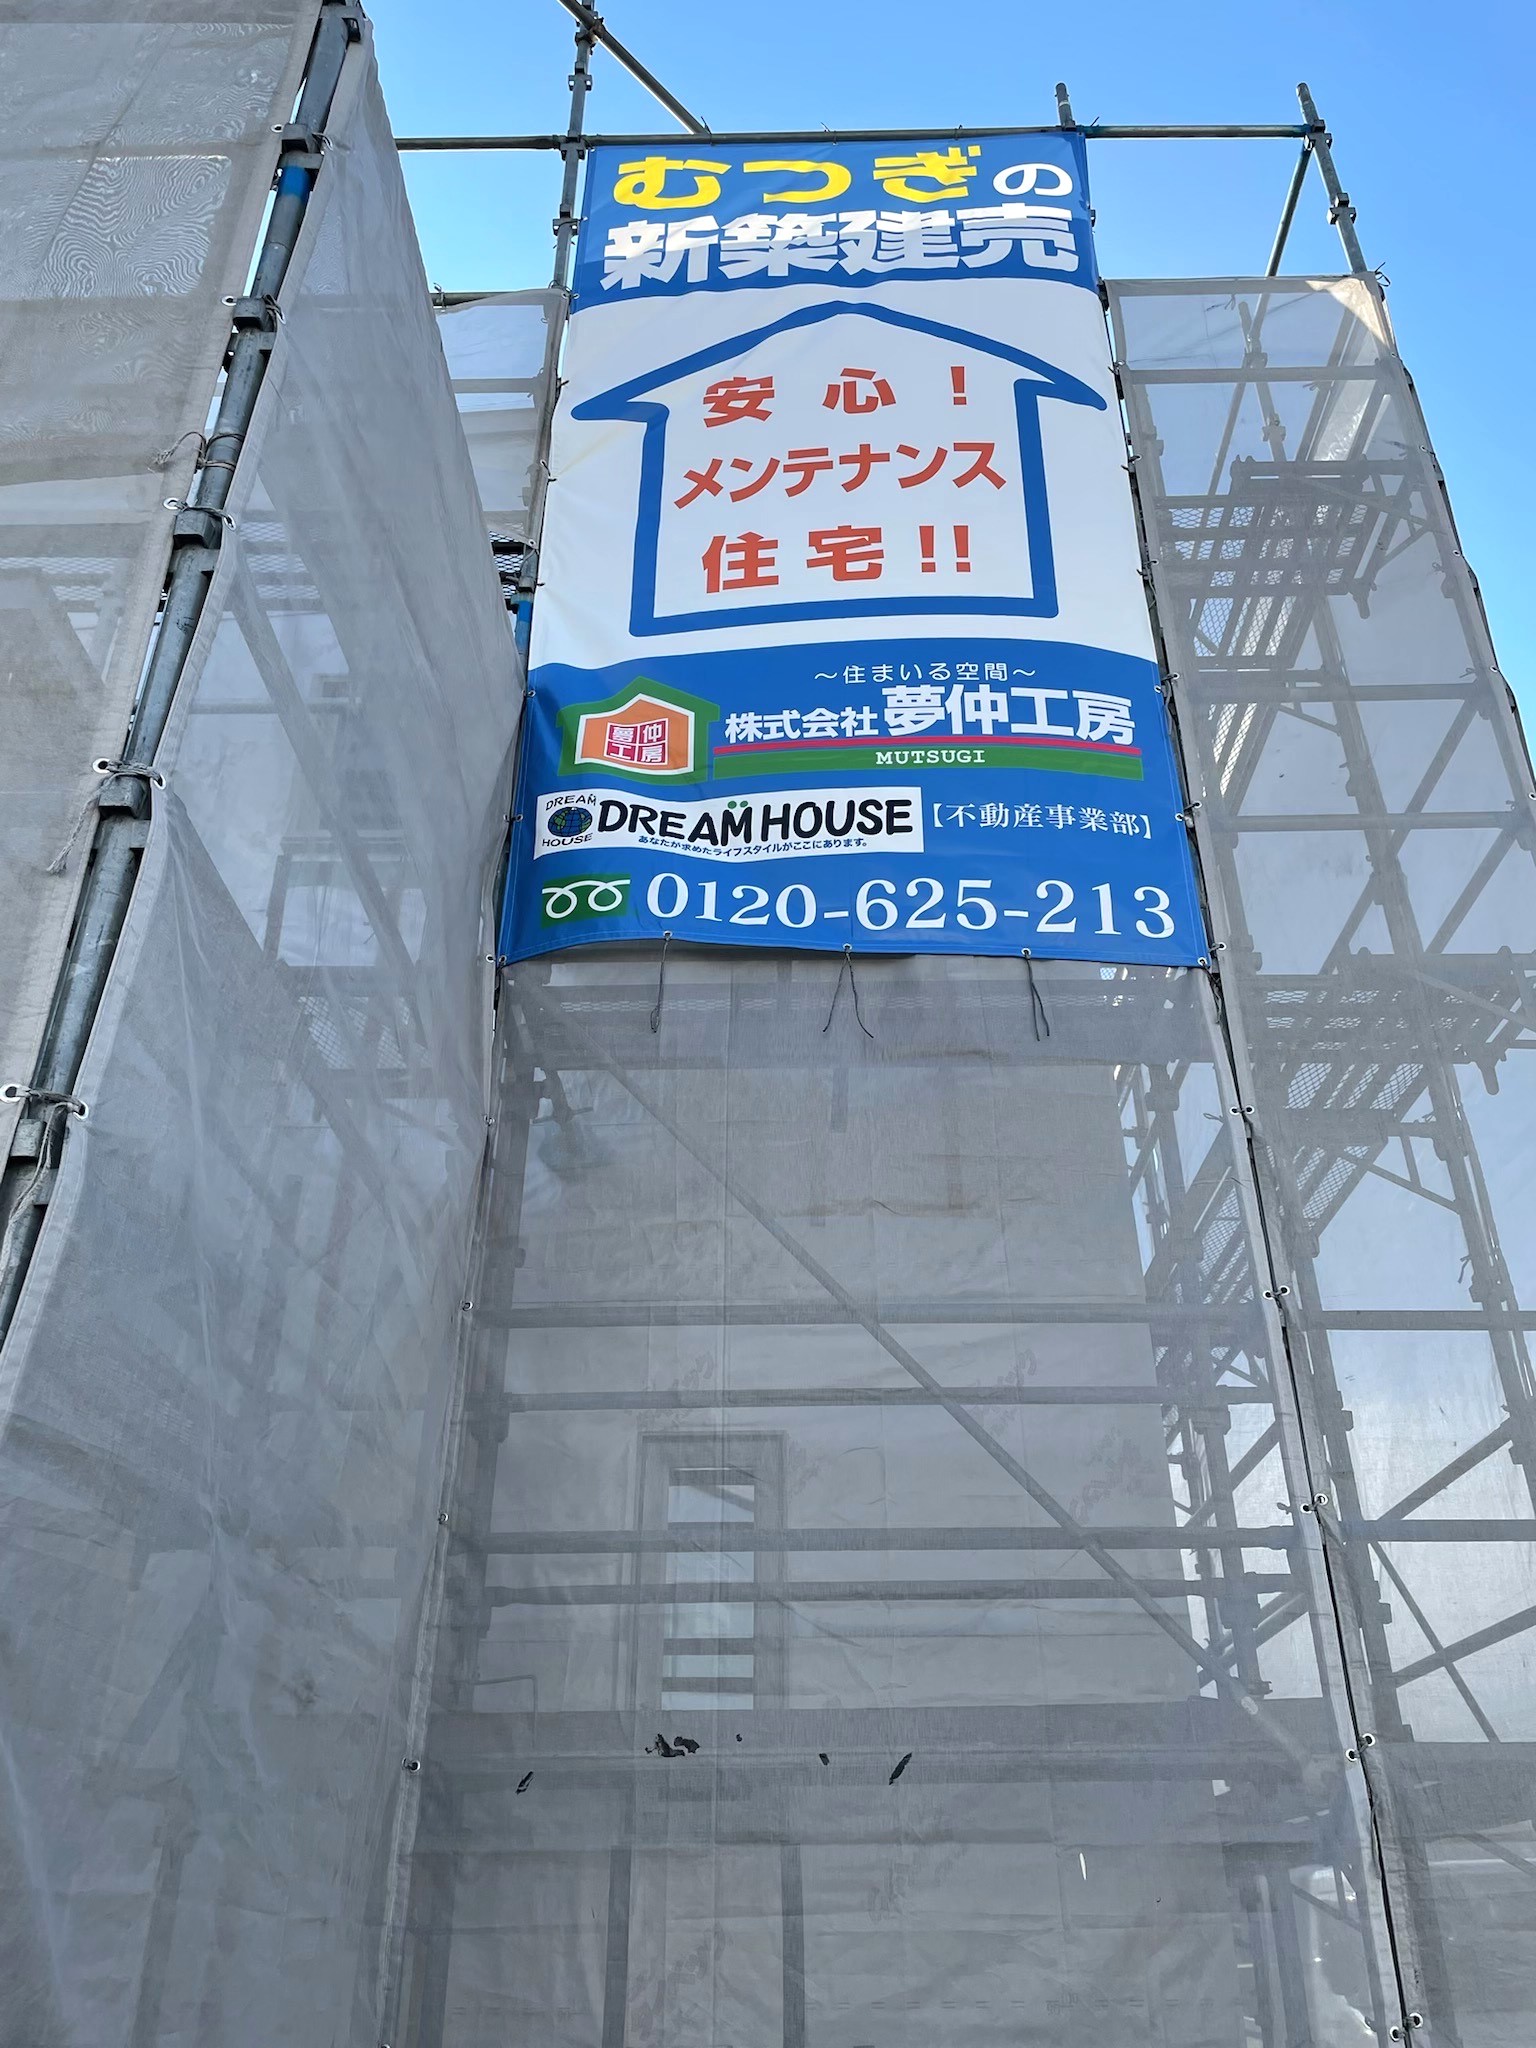 むつぎの
新築建売
安心！
メンテナンス
住宅!!
～住まいる空間～
夢仲
工房
株式会社夢仲工房
MUTSUGI
DREAM
HOUSE
DREAM HOUSE
あなたが求めたライフスタイルがここにあります。
【不動産事業部】
0120-625-213